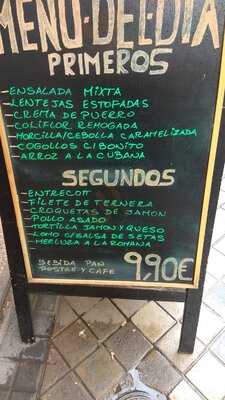 MENU-DEL-DIA
PRIMEROS
-ENSALADA MIXTA
-LENTEJAS ESTOFADAS
-CREMA DE PUERRO
-COLIFLOR REHOGADA
-MORCILLA/CEBOLLA CARAMELIZADA
-COGOLLOS C/BONITO
-ARROZ A LA CUBANA
SEGUNDOS
-ENTRECOTT
-FILETE DE TERNERA
-CROQUETAS DE JAMON
-POLLO ASADO
-TORTILLA JAMON Y QUESO
-LOMO C/SALSA DE SETAS
-MERLUZA A LA ROMANA
BEBIDA PAN
POSTRE Y CAFE
9,90€